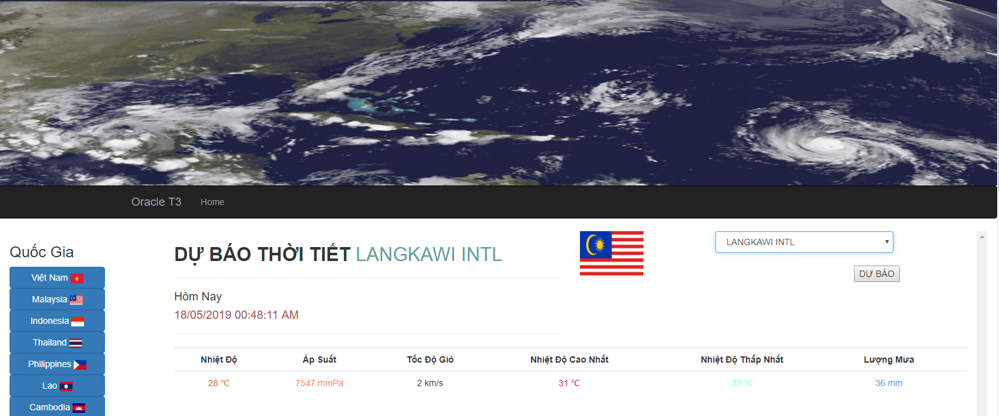 Oracle T3 Home
Quốc Gia
Việt Nam
Malaysia
Indonesia
Thailand
Philippines
Lao
Cambodia
DỰ BÁO THỜI TIẾT LANGKAWI INTL
LANGKAWI INTL
DỰ BÁO
Hôm Nay
18/05/2019 00:48:11 AM
Nhiệt Độ Áp Suất Tốc Độ Gió Nhiệt Độ Cao Nhất Nhiệt Độ Thấp Nhất Lượng Mưa
28 °C 7547 mmPa 2 km/s 31 °C 25 °C 36 mm